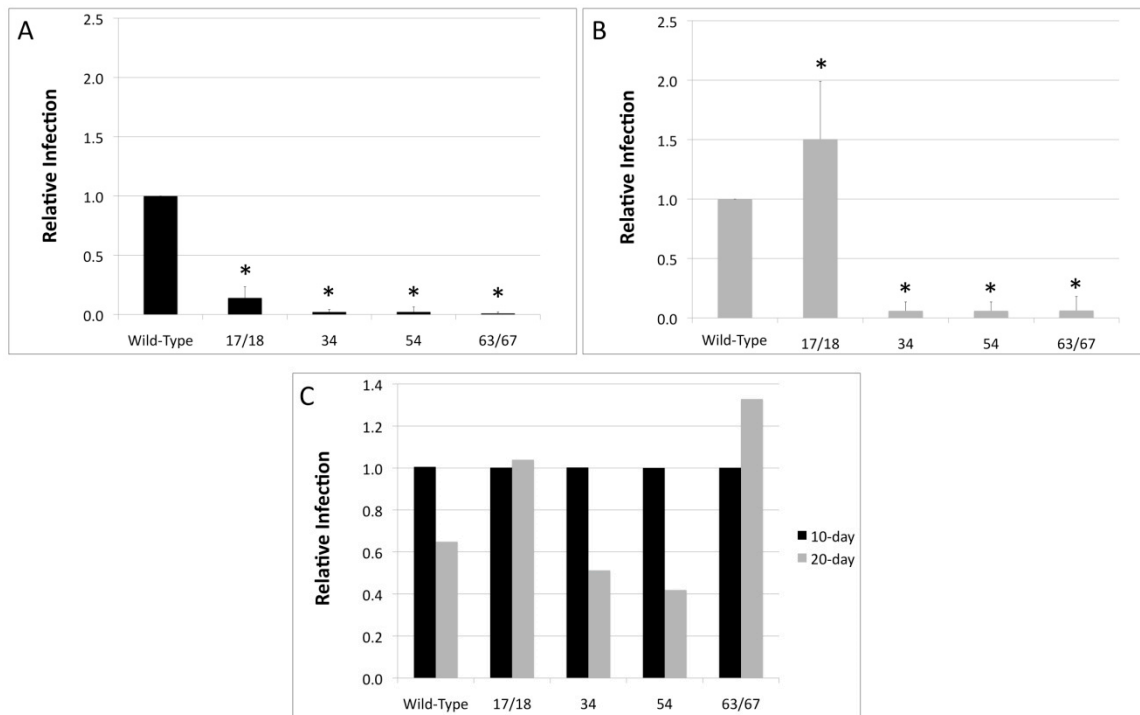 A
Relative Infection
2.5
2.0
1.5
1.0
0.5
0.0
*
*
*
*
Wild-Type 17/18 34 54 63/67
B
Relative Infection
2.5
2.0
1.5
1.0
0.5
0.0
*
*
*
*
Wild-Type 17/18 34 54 63/67
C
Relative Infection
1.4
1.2
1.0
0.8
0.6
0.4
0.2
0.0
Wild-Type 17/18 34 54 63/67
10-day
20-day